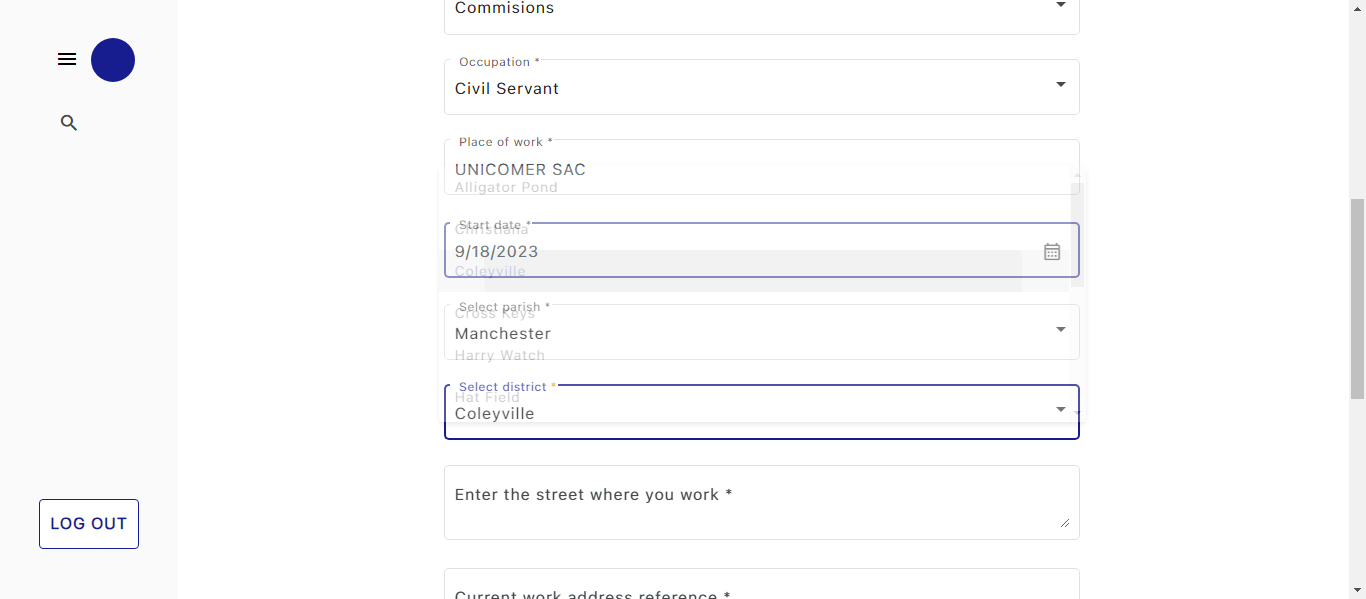 Commisions
Occupation *
Civil Servant
Place of work *
UNICOMER SAC
Alligator Pond
Start date *
Christiana
9/18/2023
Coleyville
Select parish *
Cross Keys
Manchester
Harry Watch
Select district *
Hat Field
Coleyville
Enter the street where you work *
LOG OUT
Current work address reference *